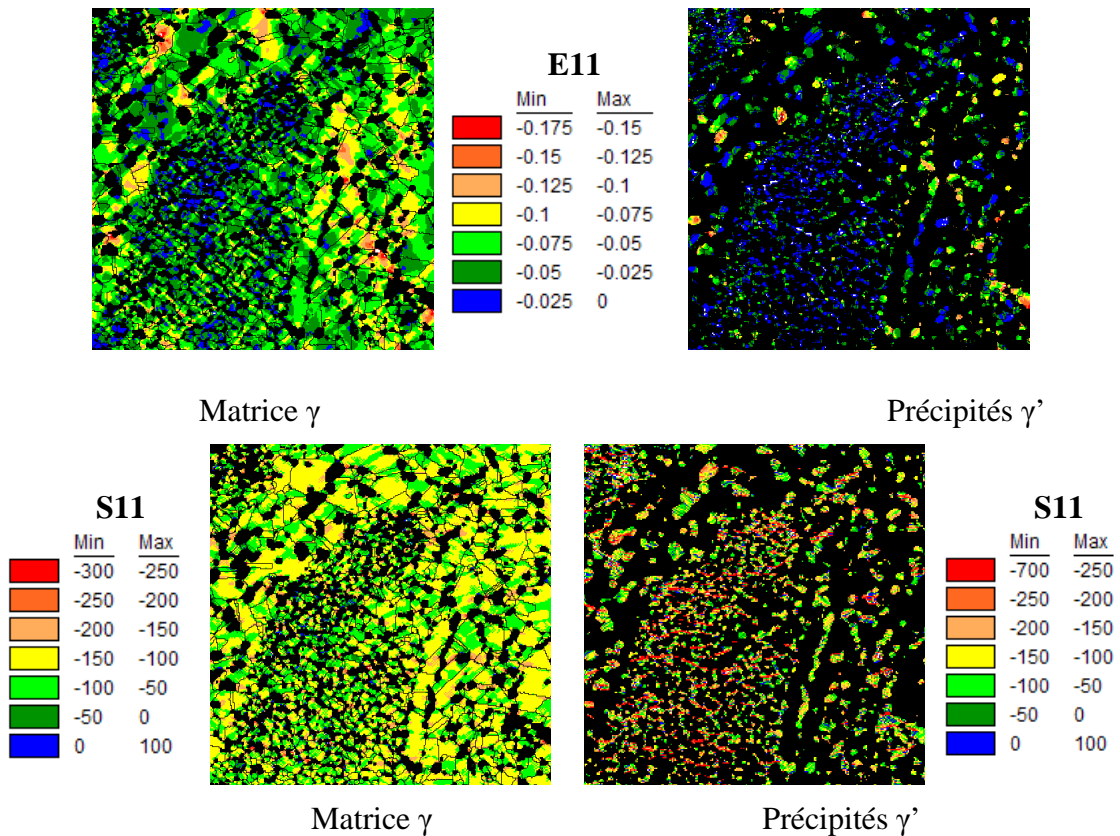 E11
Min Max
-0.175 -0.15
-0.15 -0.125
-0.125 -0.1
-0.1 -0.075
-0.075 -0.05
-0.05 -0.025
-0.025 0
Matrice γ
Précipités γ’
S11
Min Max
-300 -250
-250 -200
-200 -150
-150 -100
-100 -50
-50 0
0 100
S11
Min Max
-700 -250
-250 -200
-200 -150
-150 -100
-100 -50
-50 0
0 100
Matrice γ
Précipités γ’